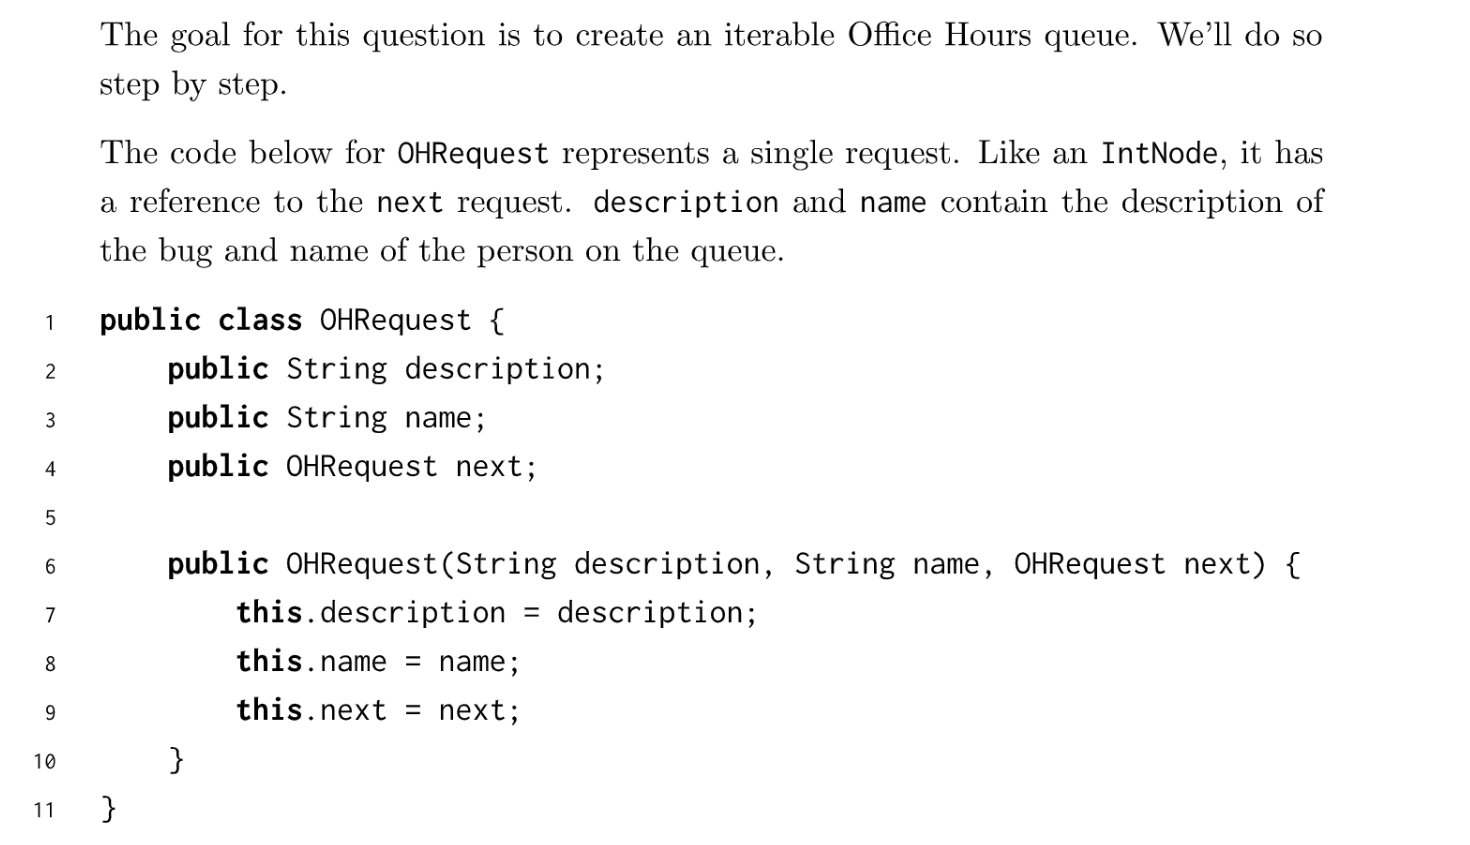 The goal for this question is to create an iterable Office Hours queue. We'll do so
step by step.
The code below for OHRequest represents a single request. Like an IntNode, it has
a reference to the next request. description and name contain the description of
the bug and name of the person on the queue.
1 public class OHRequest {
2     public String description;
3     public String name;
4     public OHRequest next;
5
6     public OHRequest(String description, String name, OHRequest next) {
7         this.description = description;
8         this.name = name;
9         this.next = next;
10     }
11 }